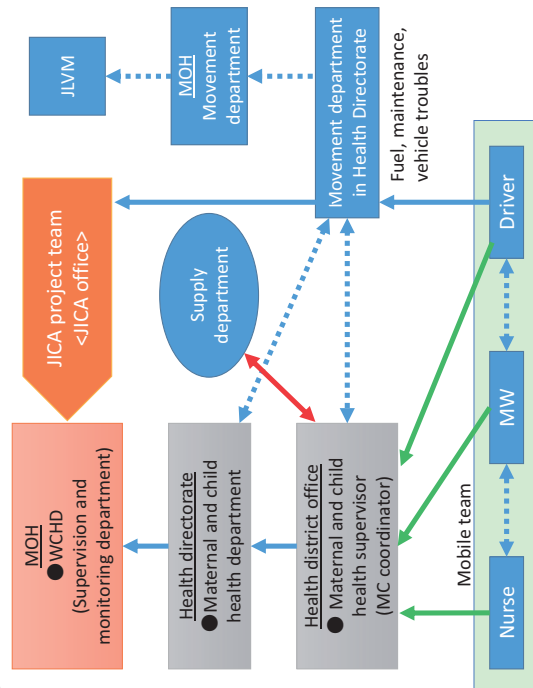 MOH
● WCHD
(Supervision and
monitoring department)
JICA project team
<JICA office>
JLVM
Health directorate
● Maternal and child
health department
Supply
department
MOH
Movement
department
Health district office
● Maternal and child
health supervisor
(MC coordinator)
Movement department
in Health Directorate
Mobile team
Fuel, maintenance,
vehicle troubles
Nurse
MW
Driver